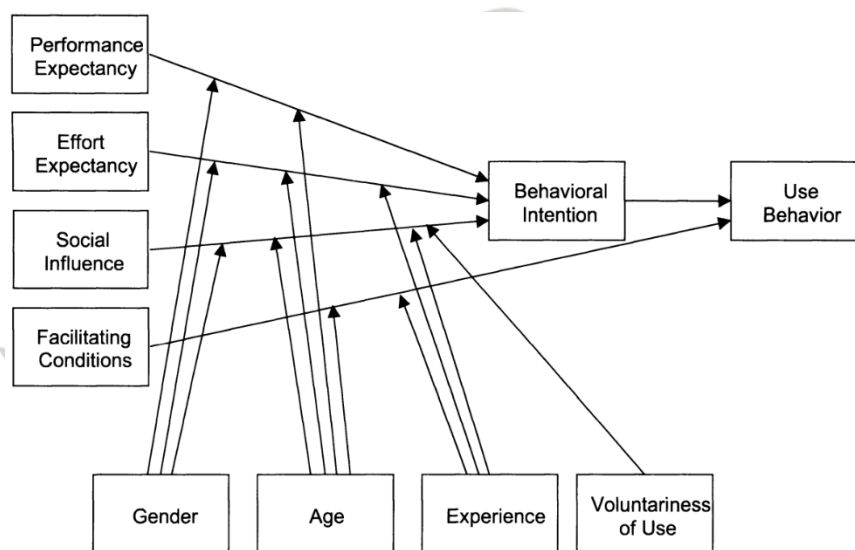 Performance
Expectancy
Effort
Expectancy
Social
Influence
Facilitating
Conditions
Behavioral
Intention
Use
Behavior
Gender
Age
Experience
Voluntariness
of Use